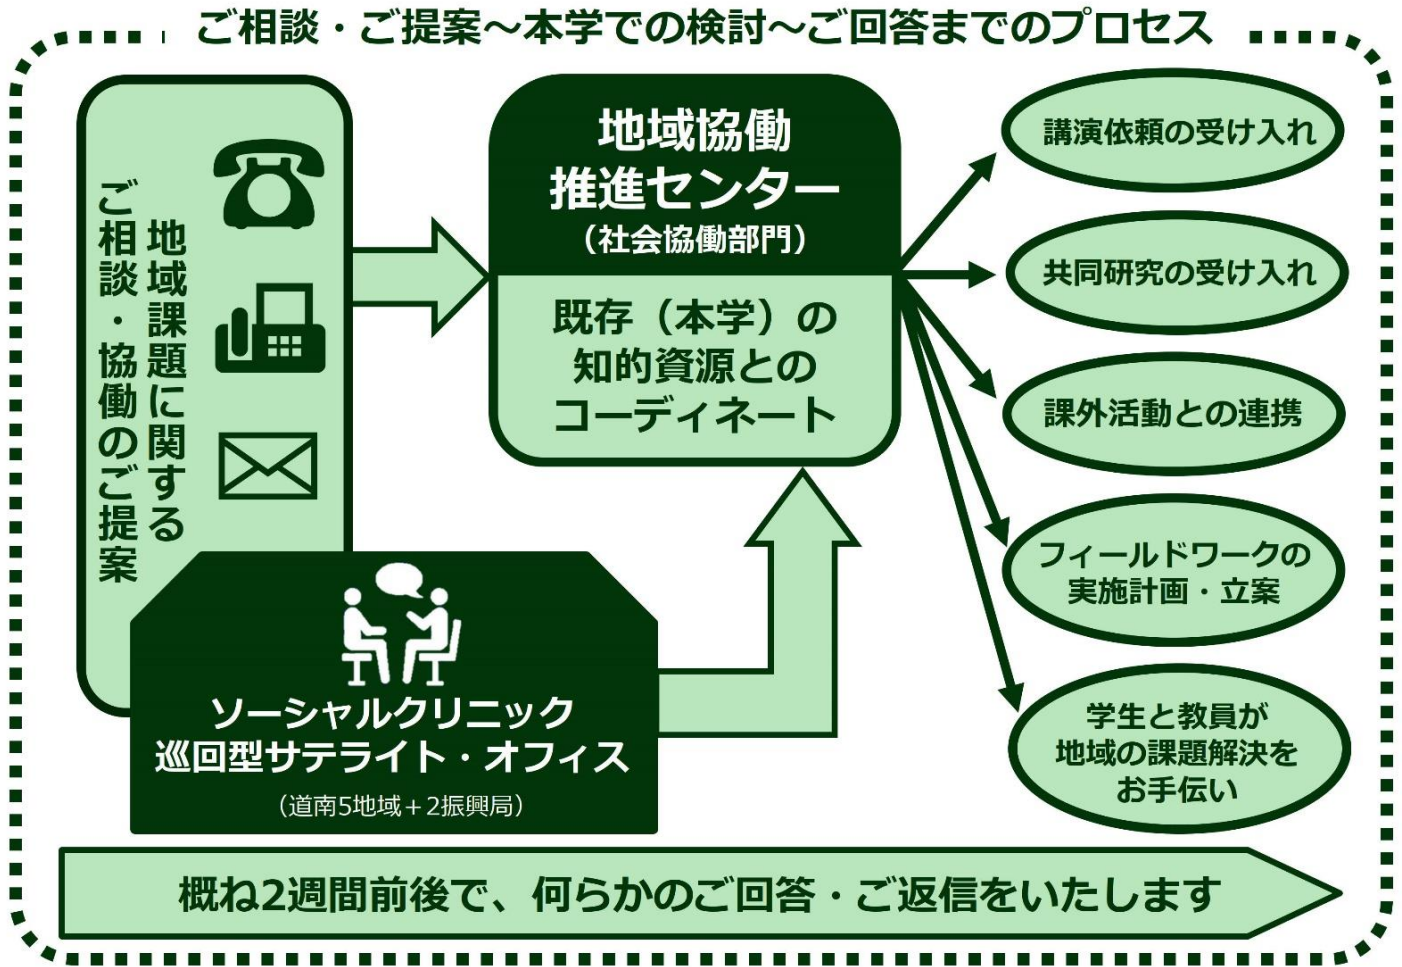 ご相談・ご提案～本学での検討～ご回答までのプロセス
地域課題に関する
ご相談・協働のご提案
地域協働
推進センター
（社会協働部門）
既存（本学）の
知的資源との
コーディネート
ソーシャルクリニック
巡回型サテライト・オフィス
（道南5地域＋2振興局）
講演依頼の受け入れ
共同研究の受け入れ
課外活動との連携
フィールドワークの
実施計画・立案
学生と教員が
地域の課題解決を
お手伝い
概ね2週間前後で、何らかのご回答・ご返信をいたします